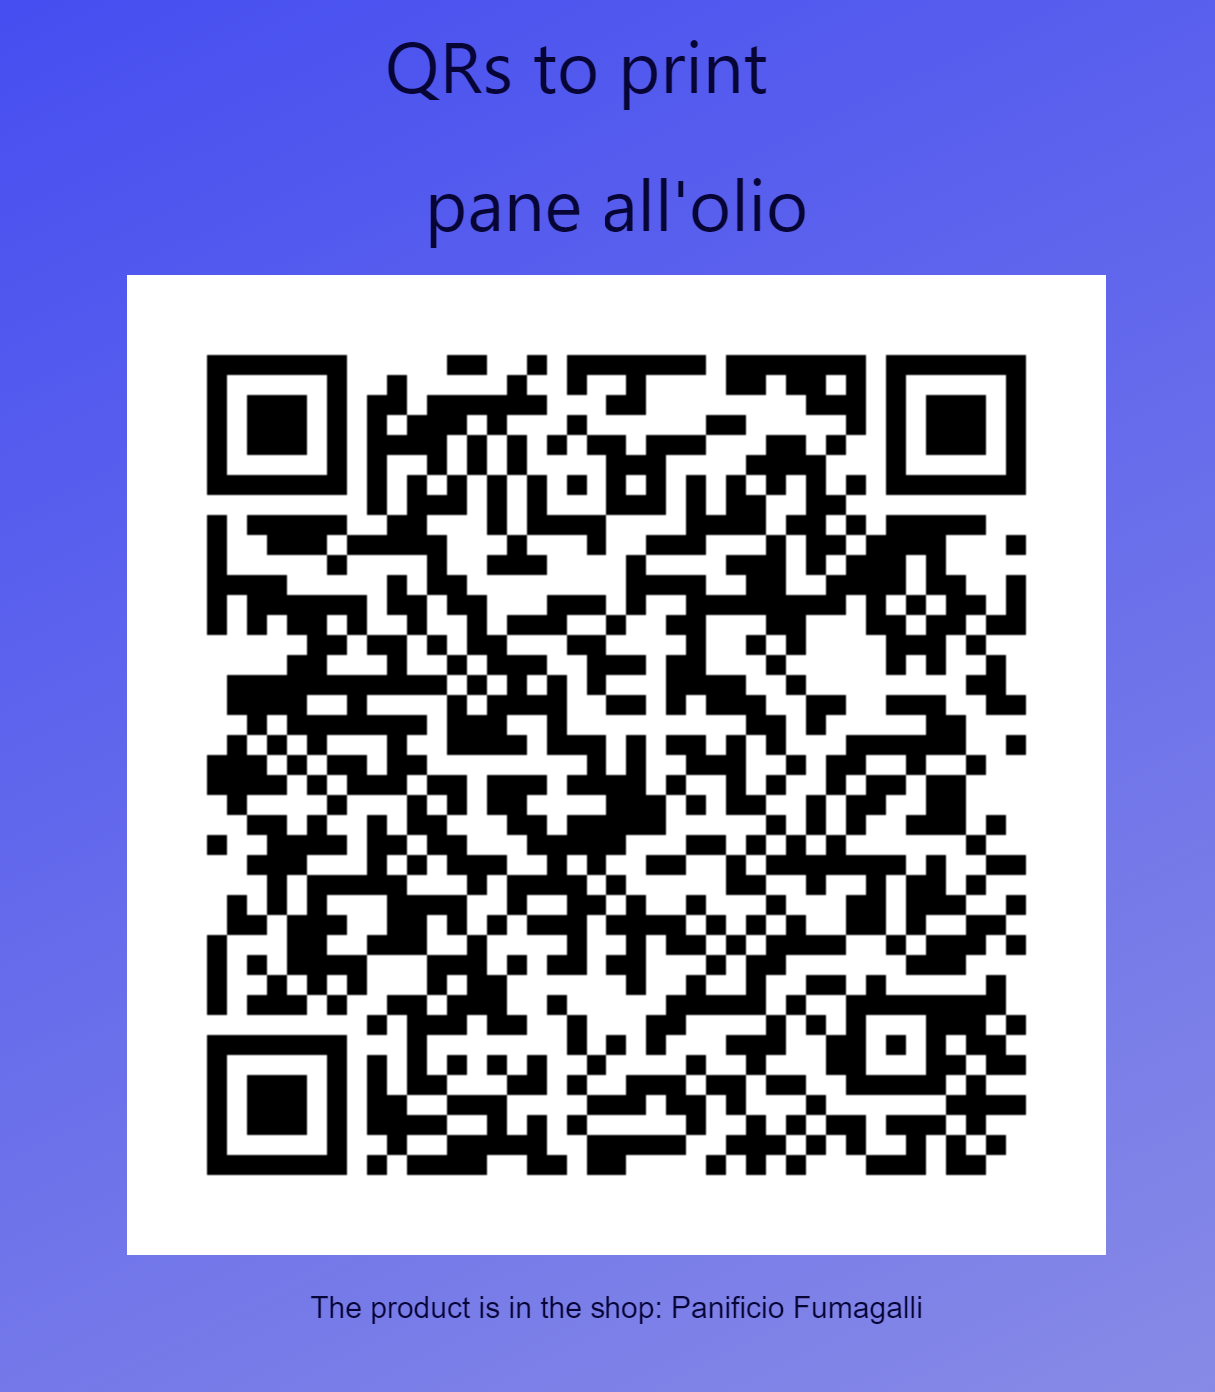 QRs to print
pane all'olio
The product is in the shop: Panificio Fumagalli